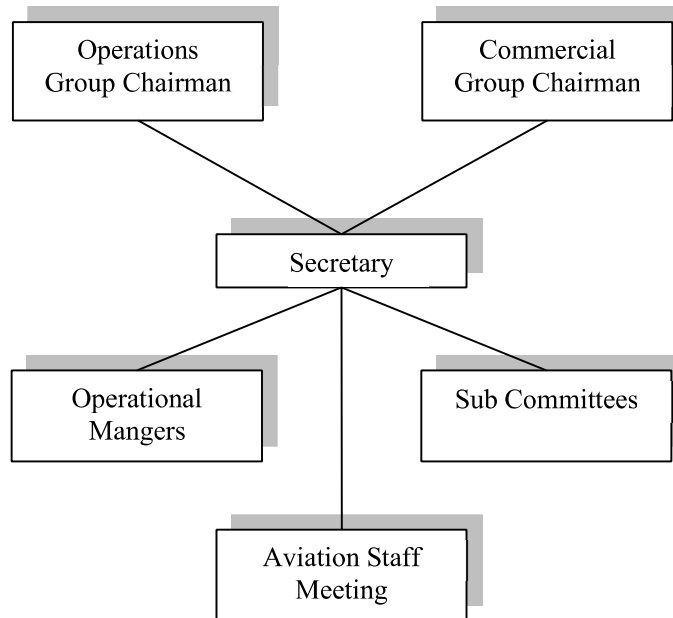 Operations
Group Chairman
Commercial
Group Chairman
Secretary
Operational
Mangers
Sub Committees
Aviation Staff
Meeting